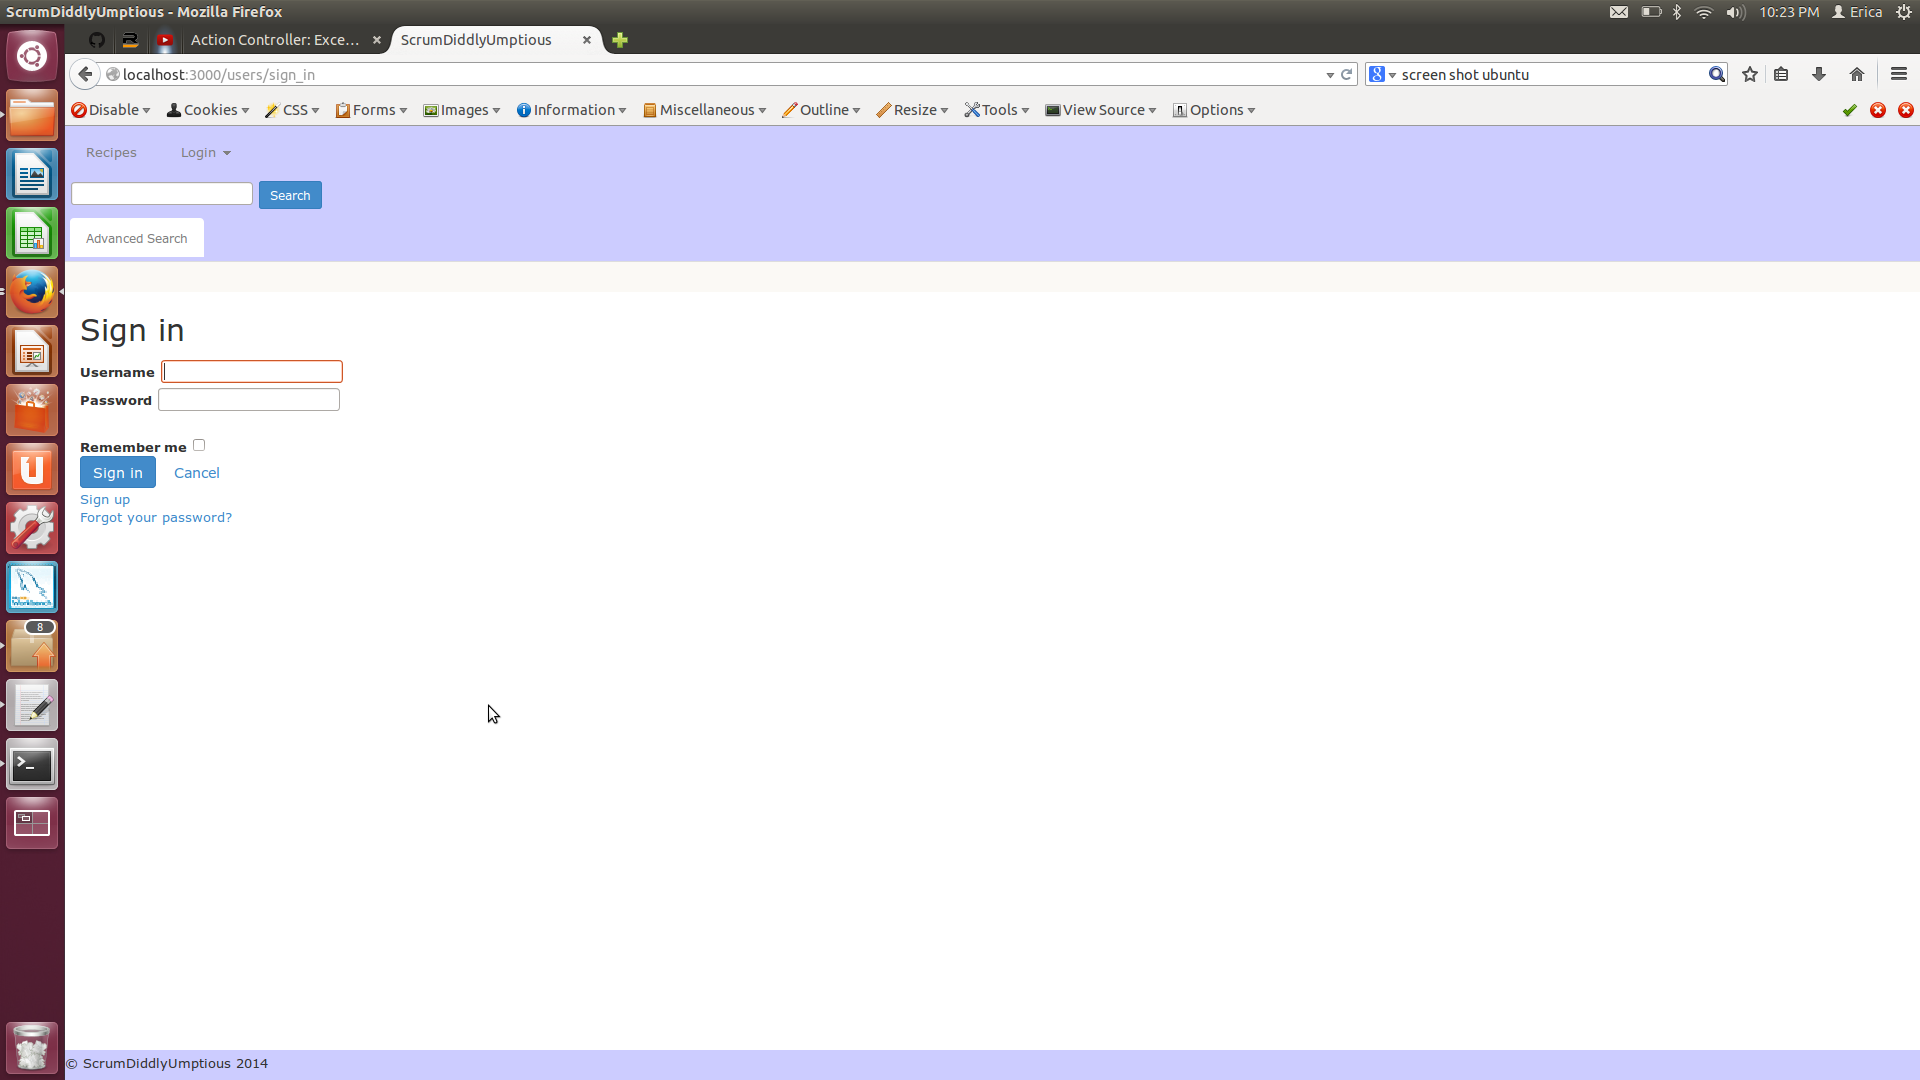 ScrumDiddlyUmptious - Mozilla Firefox
10:23 PM
Erica
Action Controller: Exce...
ScrumDiddlyUmptious
localhost:3000/users/sign_in
screen shot ubuntu
Disable
Cookies
CSS
Forms
Images
Information
Miscellaneous
Outline
Resize
Tools
View Source
Options
Recipes
Login
Search
Advanced Search
Sign in
Username
Password
Remember me
Sign in
Cancel
Sign up
Forgot your password?
8
© ScrumDiddlyUmptious 2014